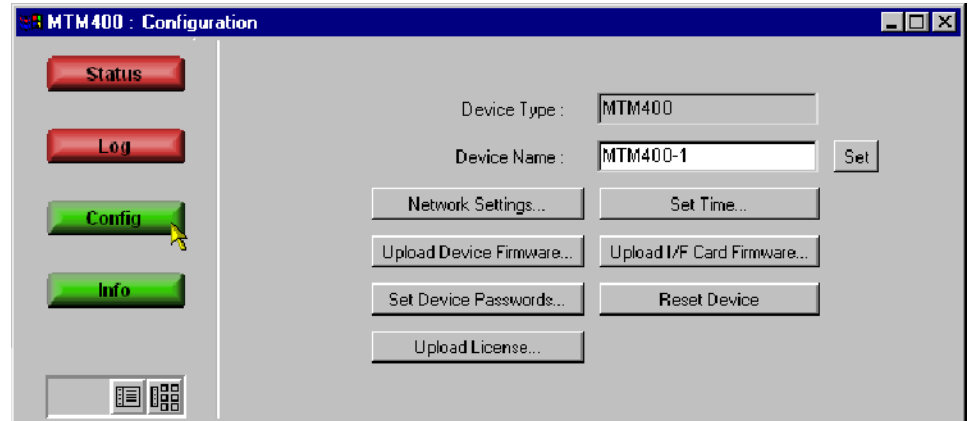 MTM400 : Configuration
Status
Log
Config
Info
Device Type : MTM400
Device Name : MTM400-1 Set
Network Settings... Set Time...
Upload Device Firmware... Upload I/F Card Firmware...
Set Device Passwords... Reset Device
Upload License...